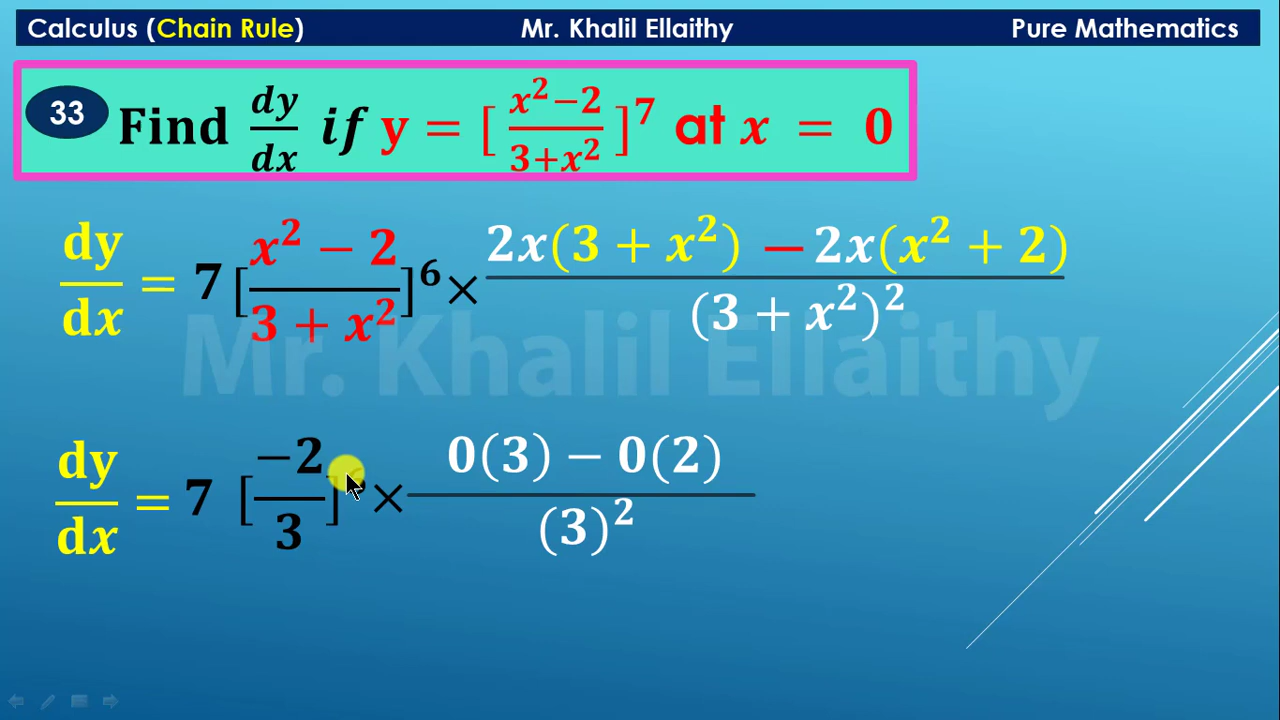 Calculus (Chain Rule) Mr. Khalil Ellaithy Pure Mathematics
33 Find dy/dx if y = [ (x² − 2)/(3+x²) ]⁷ at x = 0
dy/dx = 7 [ (x² − 2)/(3 + x²) ]⁶ × (2x(3 + x²) − 2x(x² + 2))/(3 + x²)²
Mr. Khalil Ellaithy
dy/dx = 7 [ −2/3 ]⁶ × (0(3) − 0(2))/(3)²